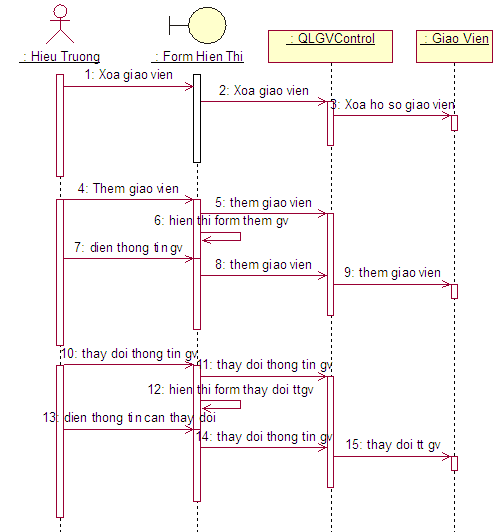 : Hieu Truong
: Form Hien Thi
: QLGVControl
: Giao Vien
1: Xoa giao vien
2: Xoa giao vien
3: Xoa ho so giao vien
4: Them giao vien
5: them giao vien
6: hien thi form them gv
7: dien thong tin gv
8: them giao vien
9: them giao vien
10: thay doi thong tin gv
11: thay doi thong tin gv
12: hien thi form thay doi ttgv
13: dien thong tin can thay doi
14: thay doi thong tin gv
15: thay doi tt gv